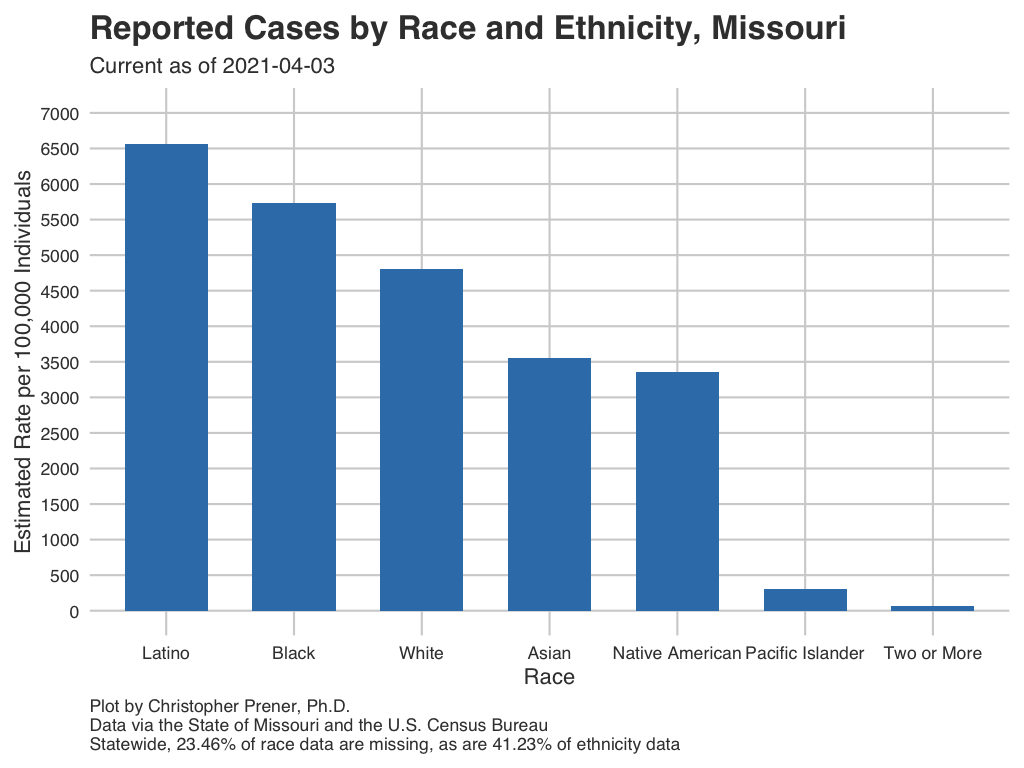 Reported Cases by Race and Ethnicity, Missouri
Current as of 2021-04-03
Estimated Rate per 100,000 Individuals
7000
6500
6000
5500
5000
4500
4000
3500
3000
2500
2000
1500
1000
500
0
Latino Black White Asian Native American Pacific Islander Two or More
Race
Plot by Christopher Prener, Ph.D.
Data via the State of Missouri and the U.S. Census Bureau
Statewide, 23.46% of race data are missing, as are 41.23% of ethnicity data